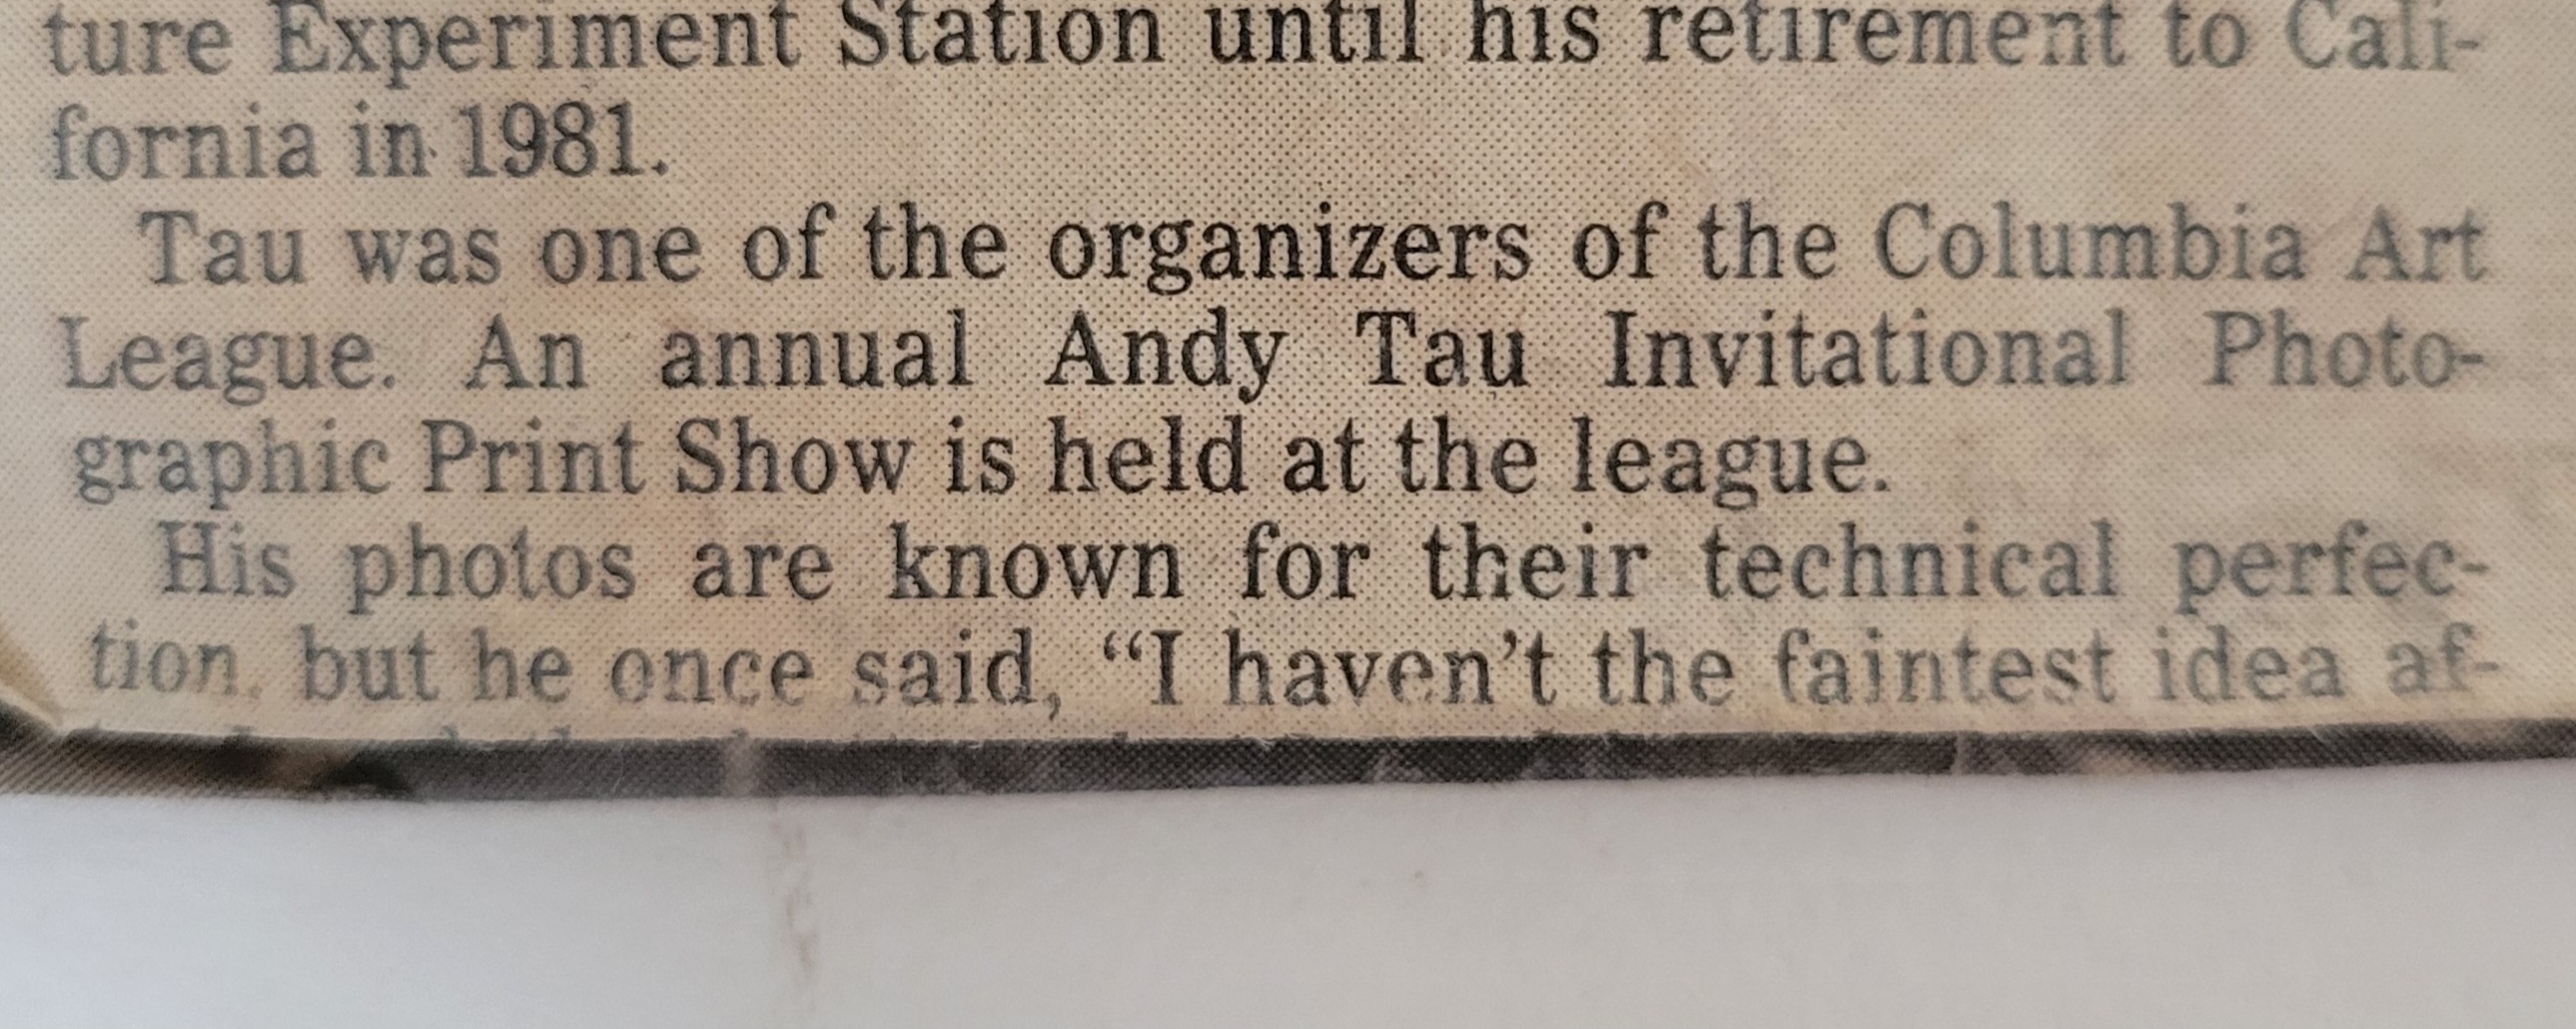 ture Experiment Station until his retirement to Cali-
fornia in 1981.
Tau was one of the organizers of the Columbia Art
League. An annual Andy Tau Invitational Photo-
graphic Print Show is held at the league.
His photos are known for their technical perfec-
tion, but he once said, “I haven’t the faintest idea af-